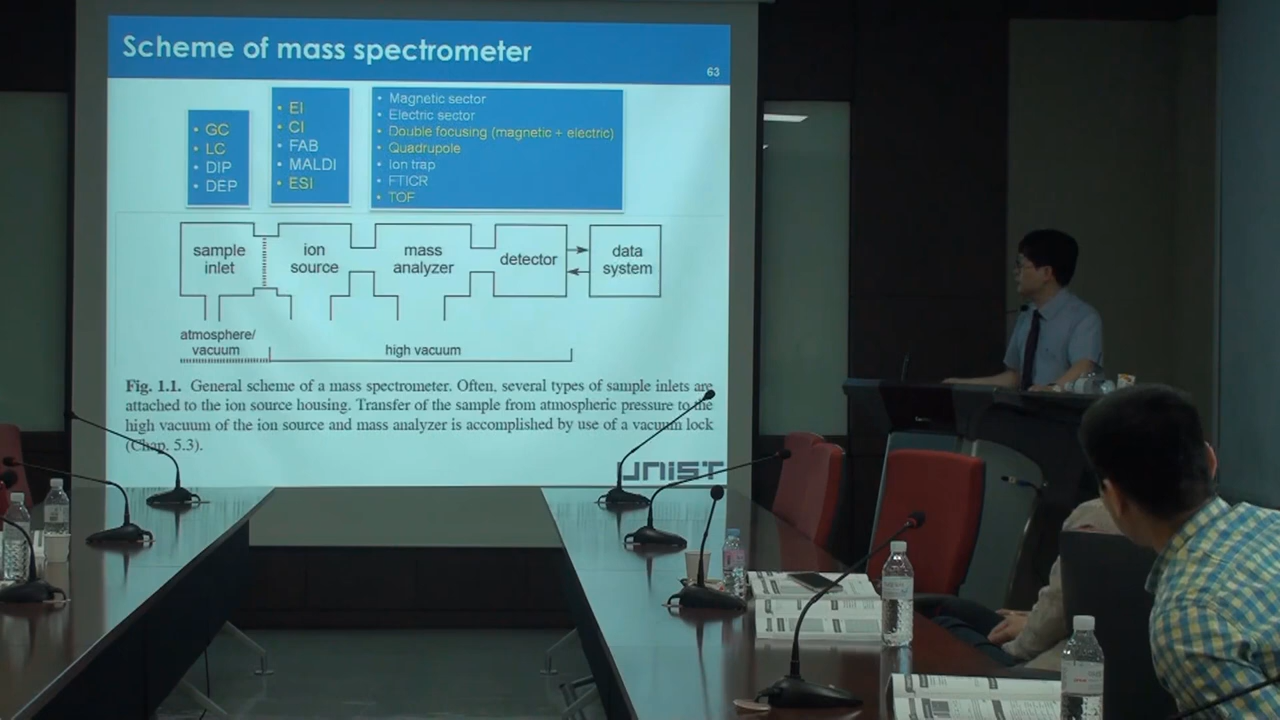 Scheme of mass spectrometer
63
• GC
• LC
• DIP
• DEP
• EI
• CI
• FAB
• MALDI
• ESI
• Magnetic sector
• Electric sector
• Double focusing (magnetic + electric)
• Quadrupole
• Ion trap
• FTICR
• TOF
sample
inlet
ion
source
mass
analyzer
detector
data
system
atmosphere/
vacuum
high vacuum
Fig. 1.1. General scheme of a mass spectrometer. Often, several types of sample inlets are
attached to the ion source housing. Transfer of the sample from atmospheric pressure to the
high vacuum of the ion source and mass analyzer is accomplished by use of a vacuum lock
(Chap. 5.3).
UNIST